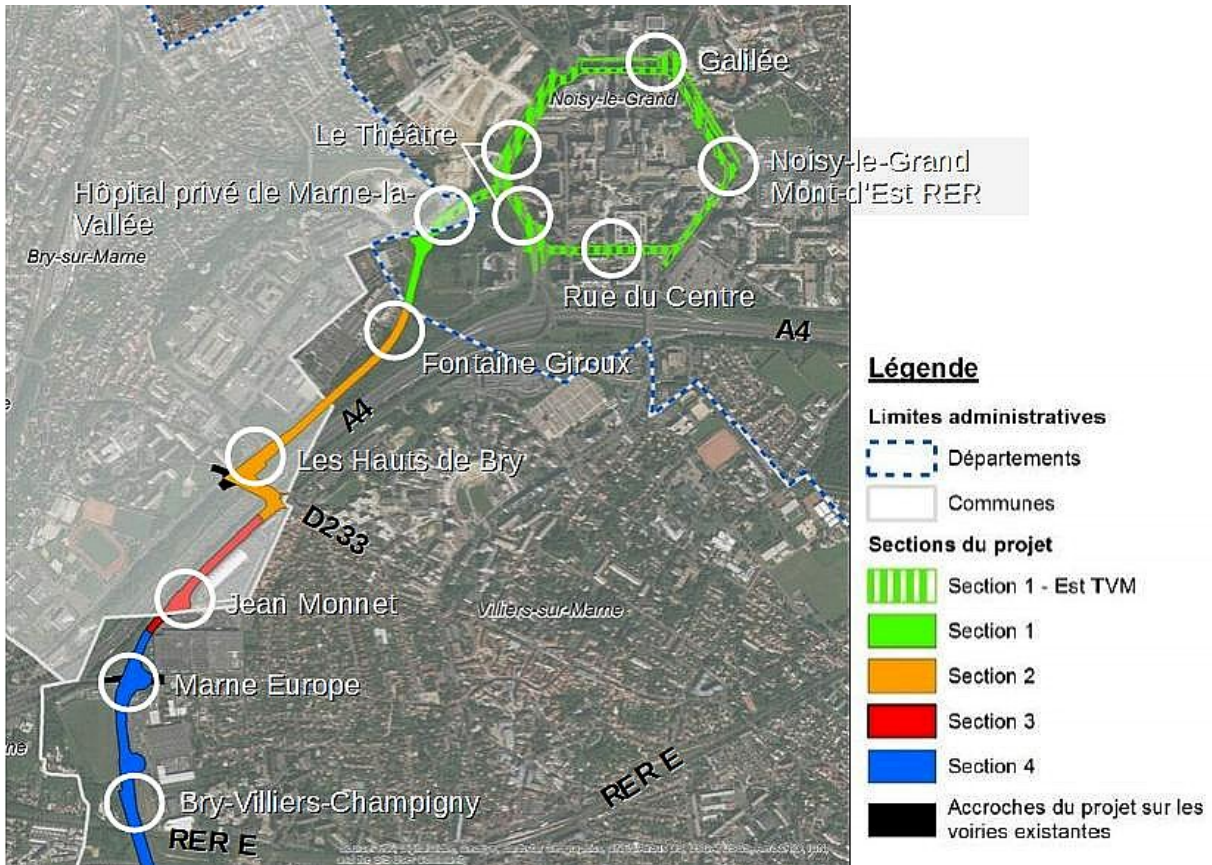 Galilée
Noisy-le-Grand
Le Théâtre
Noisy-le-Grand
Mont-d'Est RER
Hôpital privé de Marne-la-
Vallée
Bry-sur-Marne
Rue du Centre
A4
Fontaine Giroux
A4
Les Hauts de Bry
D233
Jean Monnet
Villiers-sur-Marne
Marne Europe
Bry-Villiers-Champigny
RER E
RER E
Légende
Limites administratives
Départements
Communes
Sections du projet
Section 1 - Est TVM
Section 1
Section 2
Section 3
Section 4
Accroches du projet sur les
voiries existantes